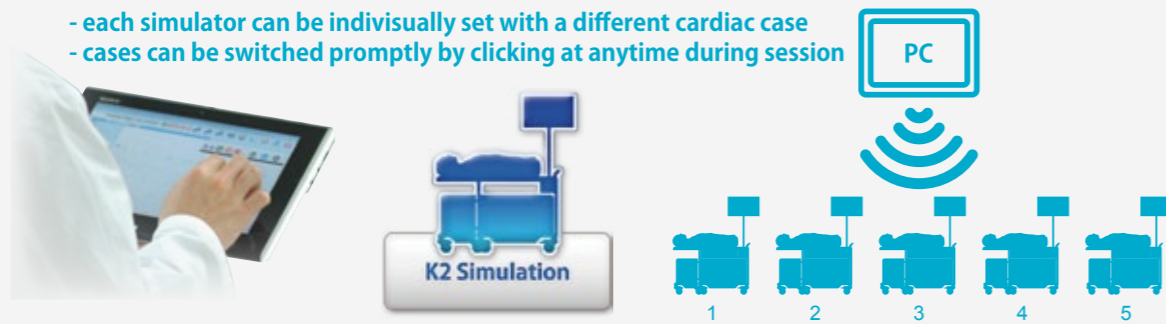 - each simulator can be indivisually set with a different cardiac case
- cases can be switched promptly by clicking at anytime during session
PC
K2 Simulation
1 2 3 4 5